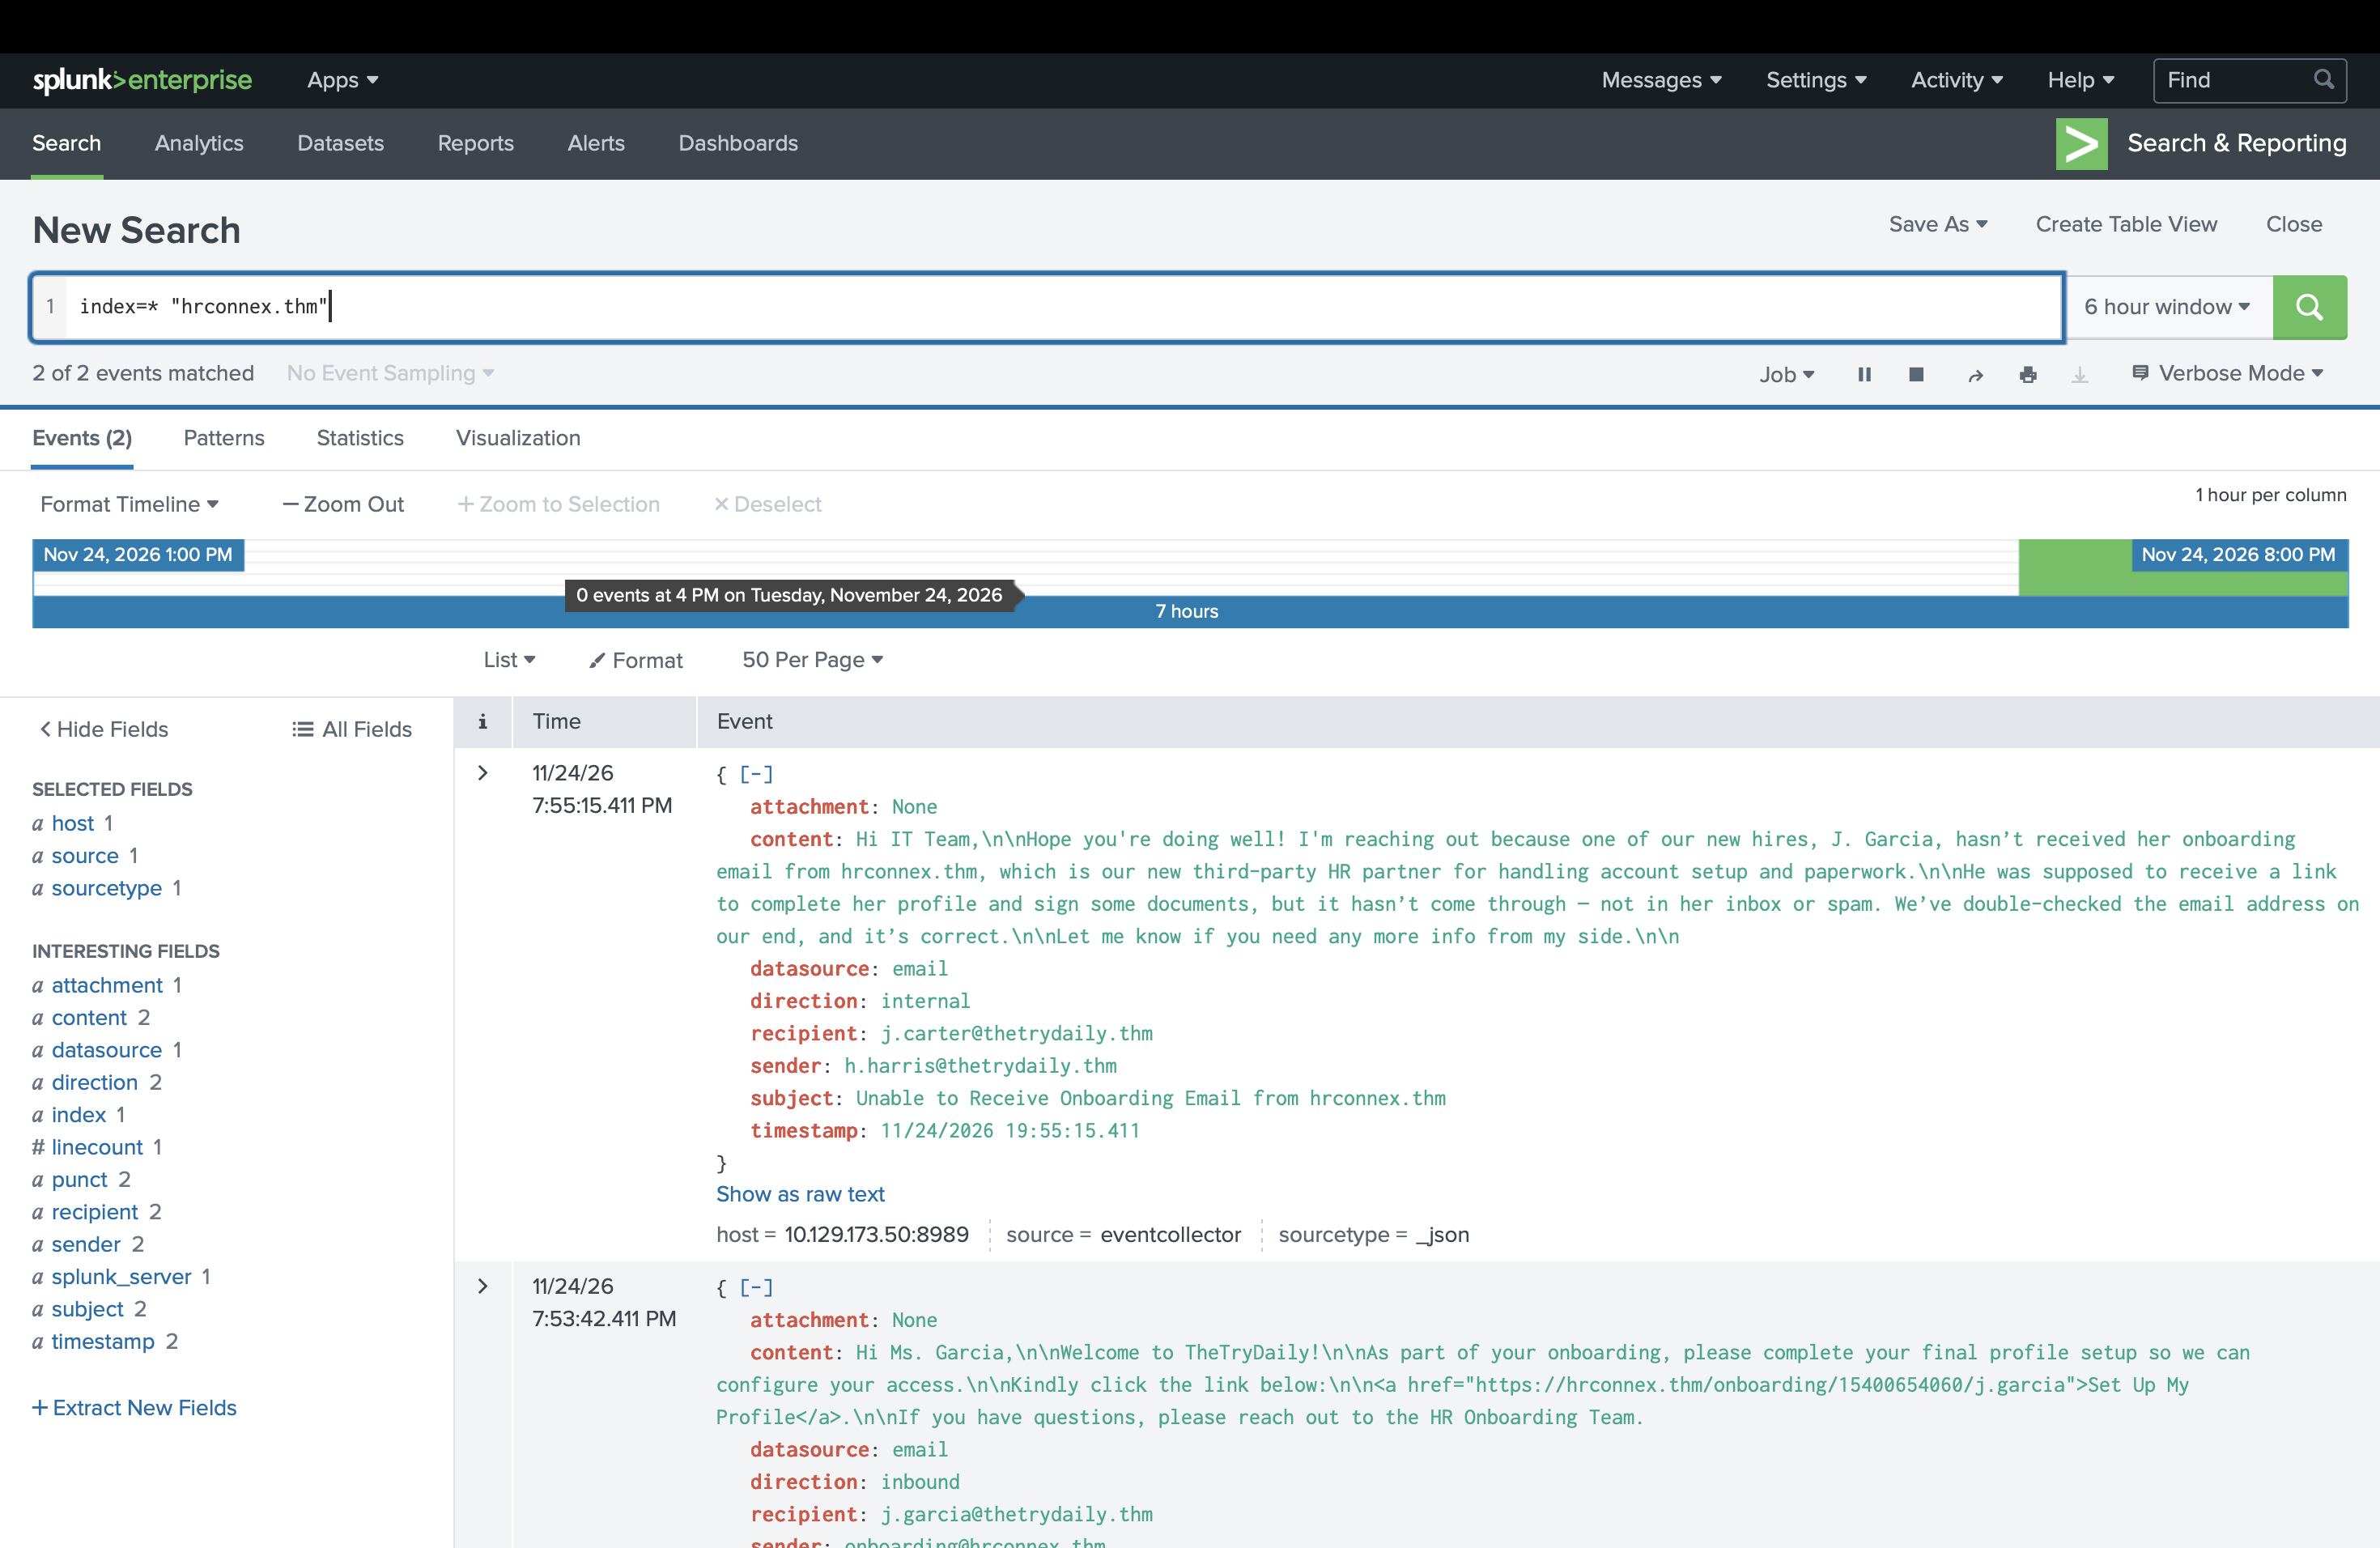 splunk>enterprise Apps Messages Settings Activity Help Find
Search Analytics Datasets Reports Alerts Dashboards Search & Reporting
New Search Save As Create Table View Close
1 index=* "hrconnex.thm" 6 hour window
2 of 2 events matched No Event Sampling Job Verbose Mode
Events (2) Patterns Statistics Visualization
Format Timeline — Zoom Out + Zoom to Selection × Deselect 1 hour per column
Nov 24, 2026 1:00 PM Nov 24, 2026 8:00 PM
0 events at 4 PM on Tuesday, November 24, 2026
7 hours
List Format 50 Per Page
< Hide Fields All Fields
SELECTED FIELDS
a host 1
a source 1
a sourcetype 1
INTERESTING FIELDS
a attachment 1
a content 2
a datasource 1
a direction 2
a index 1
# linecount 1
a punct 2
a recipient 2
a sender 2
a splunk_server 1
a subject 2
a timestamp 2
+ Extract New Fields
i Time Event
11/24/26
7:55:15.411 PM
{ [-]
attachment: None
content: Hi IT Team,\n\nHope you're doing well! I'm reaching out because one of our new hires, J. Garcia, hasn’t received her onboarding
email from hrconnex.thm, which is our new third-party HR partner for handling account setup and paperwork.\n\nHe was supposed to receive a link
to complete her profile and sign some documents, but it hasn’t come through — not in her inbox or spam. We’ve double-checked the email address on
our end, and it’s correct.\n\nLet me know if you need any more info from my side.\n\n
datasource: email
direction: internal
recipient: j.carter@thetrydaily.thm
sender: h.harris@thetrydaily.thm
subject: Unable to Receive Onboarding Email from hrconnex.thm
timestamp: 11/24/2026 19:55:15.411
}
Show as raw text
host = 10.129.173.50:8989 source = eventcollector sourcetype = _json
11/24/26
7:53:42.411 PM
{ [-]
attachment: None
content: Hi Ms. Garcia,\n\nWelcome to TheTryDaily!\n\nAs part of your onboarding, please complete your final profile setup so we can
configure your access.\n\nKindly click the link below:\n\n<a href="https://hrconnex.thm/onboarding/15400654060/j.garcia">Set Up My
Profile</a>.\n\nIf you have questions, please reach out to the HR Onboarding Team.
datasource: email
direction: inbound
recipient: j.garcia@thetrydaily.thm
sender: onboarding@hrconnex.thm